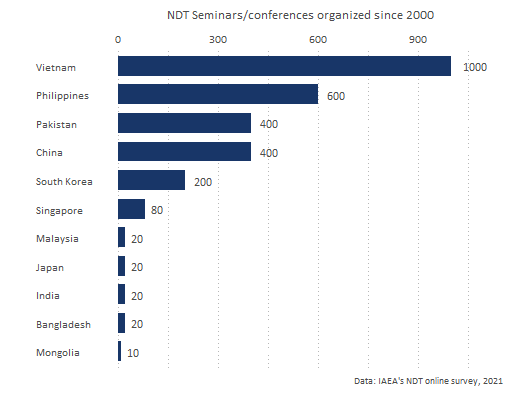 NDT Seminars/conferences organized since 2000
0 300 600 900
Vietnam 1000
Philippines 600
Pakistan 400
China 400
South Korea 200
Singapore 80
Malaysia 20
Japan 20
India 20
Bangladesh 20
Mongolia 10
Data: IAEA's NDT online survey, 2021